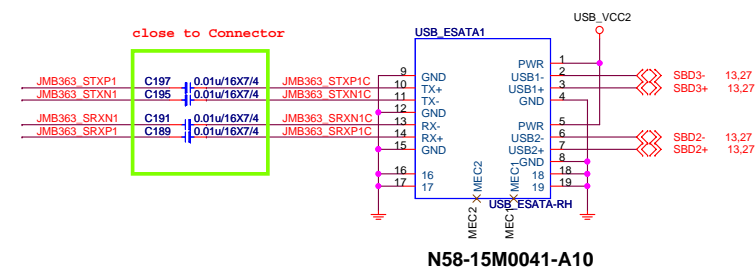 USB_VCC2
close to Connector
USB_ESATA1
JMB363_STXP1 C197 0.01u/16X7/4 JMB363_STXP1C
JMB363_STXN1 C195 0.01u/16X7/4 JMB363_STXN1C
JMB363_SRXN1 C191 0.01u/16X7/4 JMB363_SRXN1C
JMB363_SRXP1 C189 0.01u/16X7/4 JMB363_SRXP1C
9 GND
10 TX+
11 TX-
12 GND
13 RX-
14 RX+
15 GND
16 16
17 17
PWR 1
USB1- 2 SBD3- 13,27
USB1+ 3 SBD3+ 13,27
GND 4
PWR 5
USB2- 6 SBD2- 13,27
USB2+ 7 SBD2+ 13,27
GND 8
18 18
19 19
MEC2
MEC1
USB_ESATA-RH
MEC2
MEC1
N58-15M0041-A10